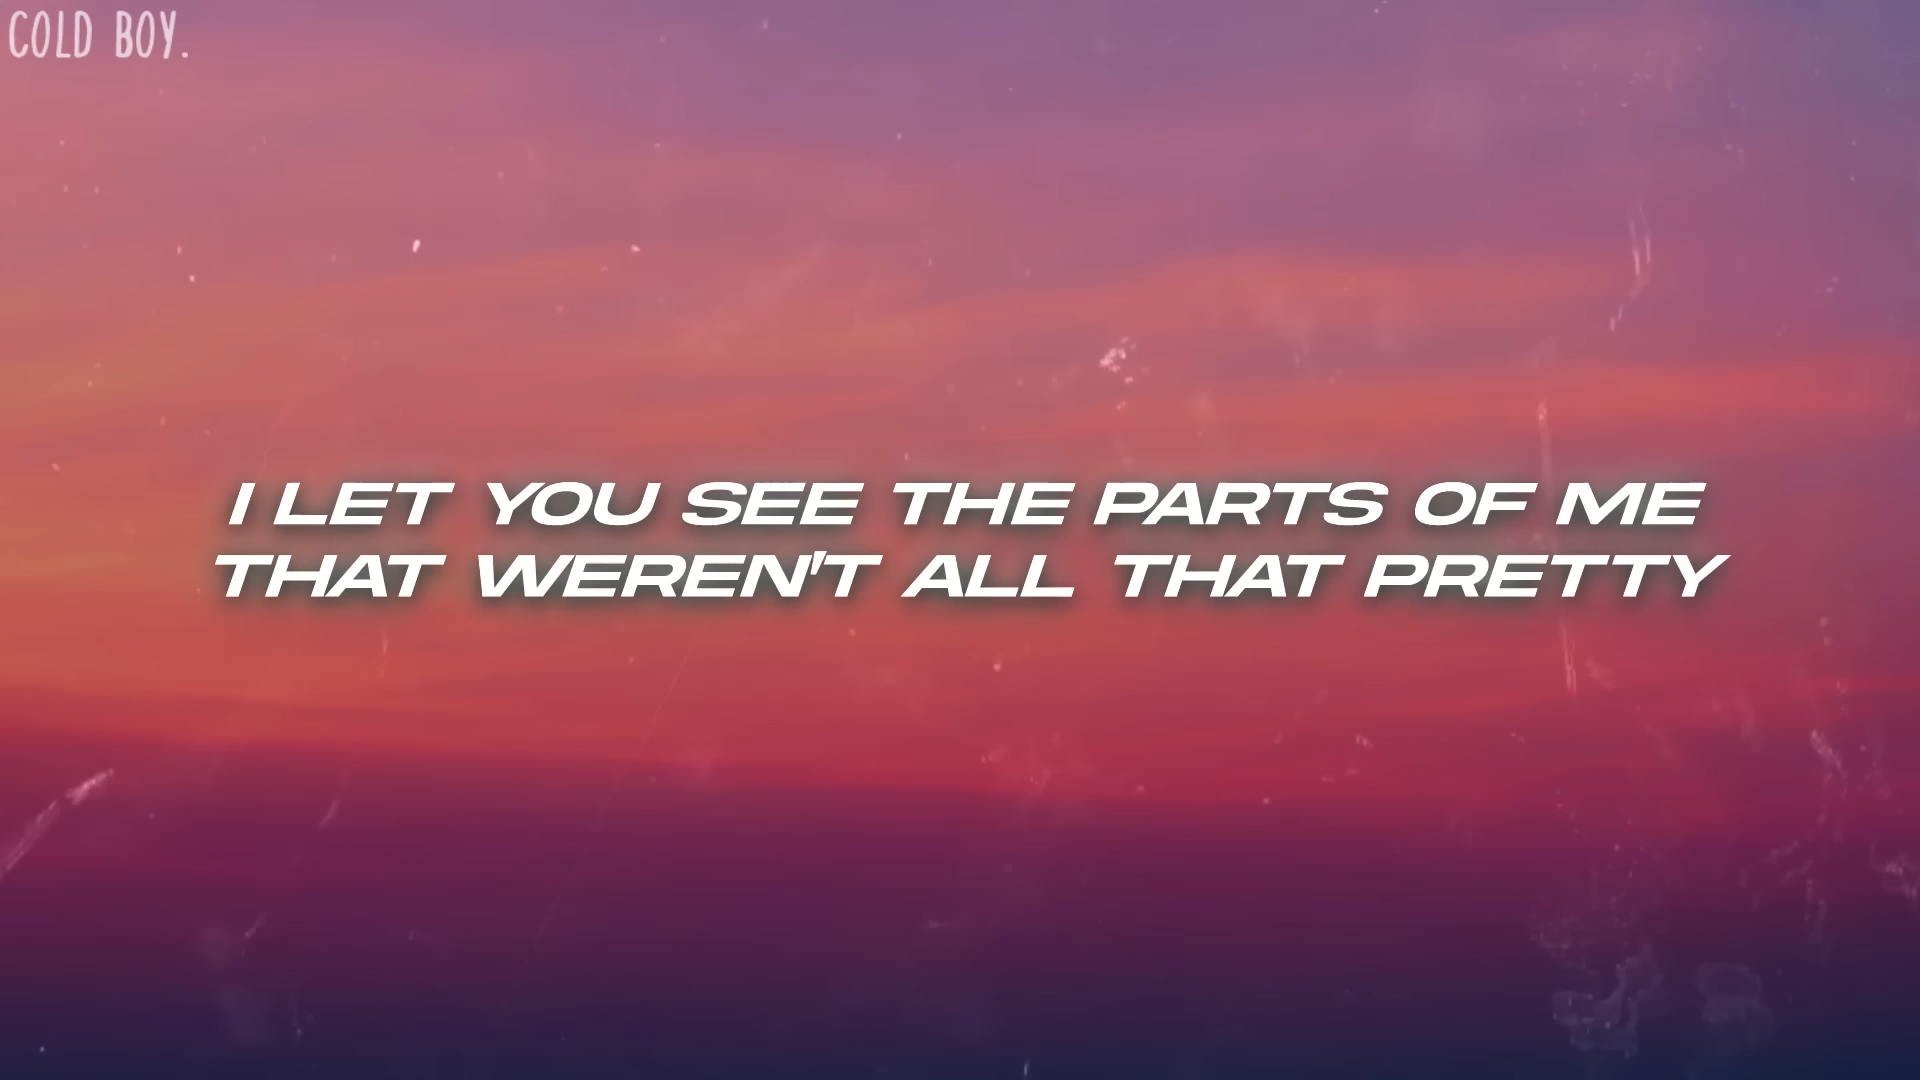 COLD BOY.
I LET YOU SEE THE PARTS OF ME
THAT WEREN'T ALL THAT PRETTY